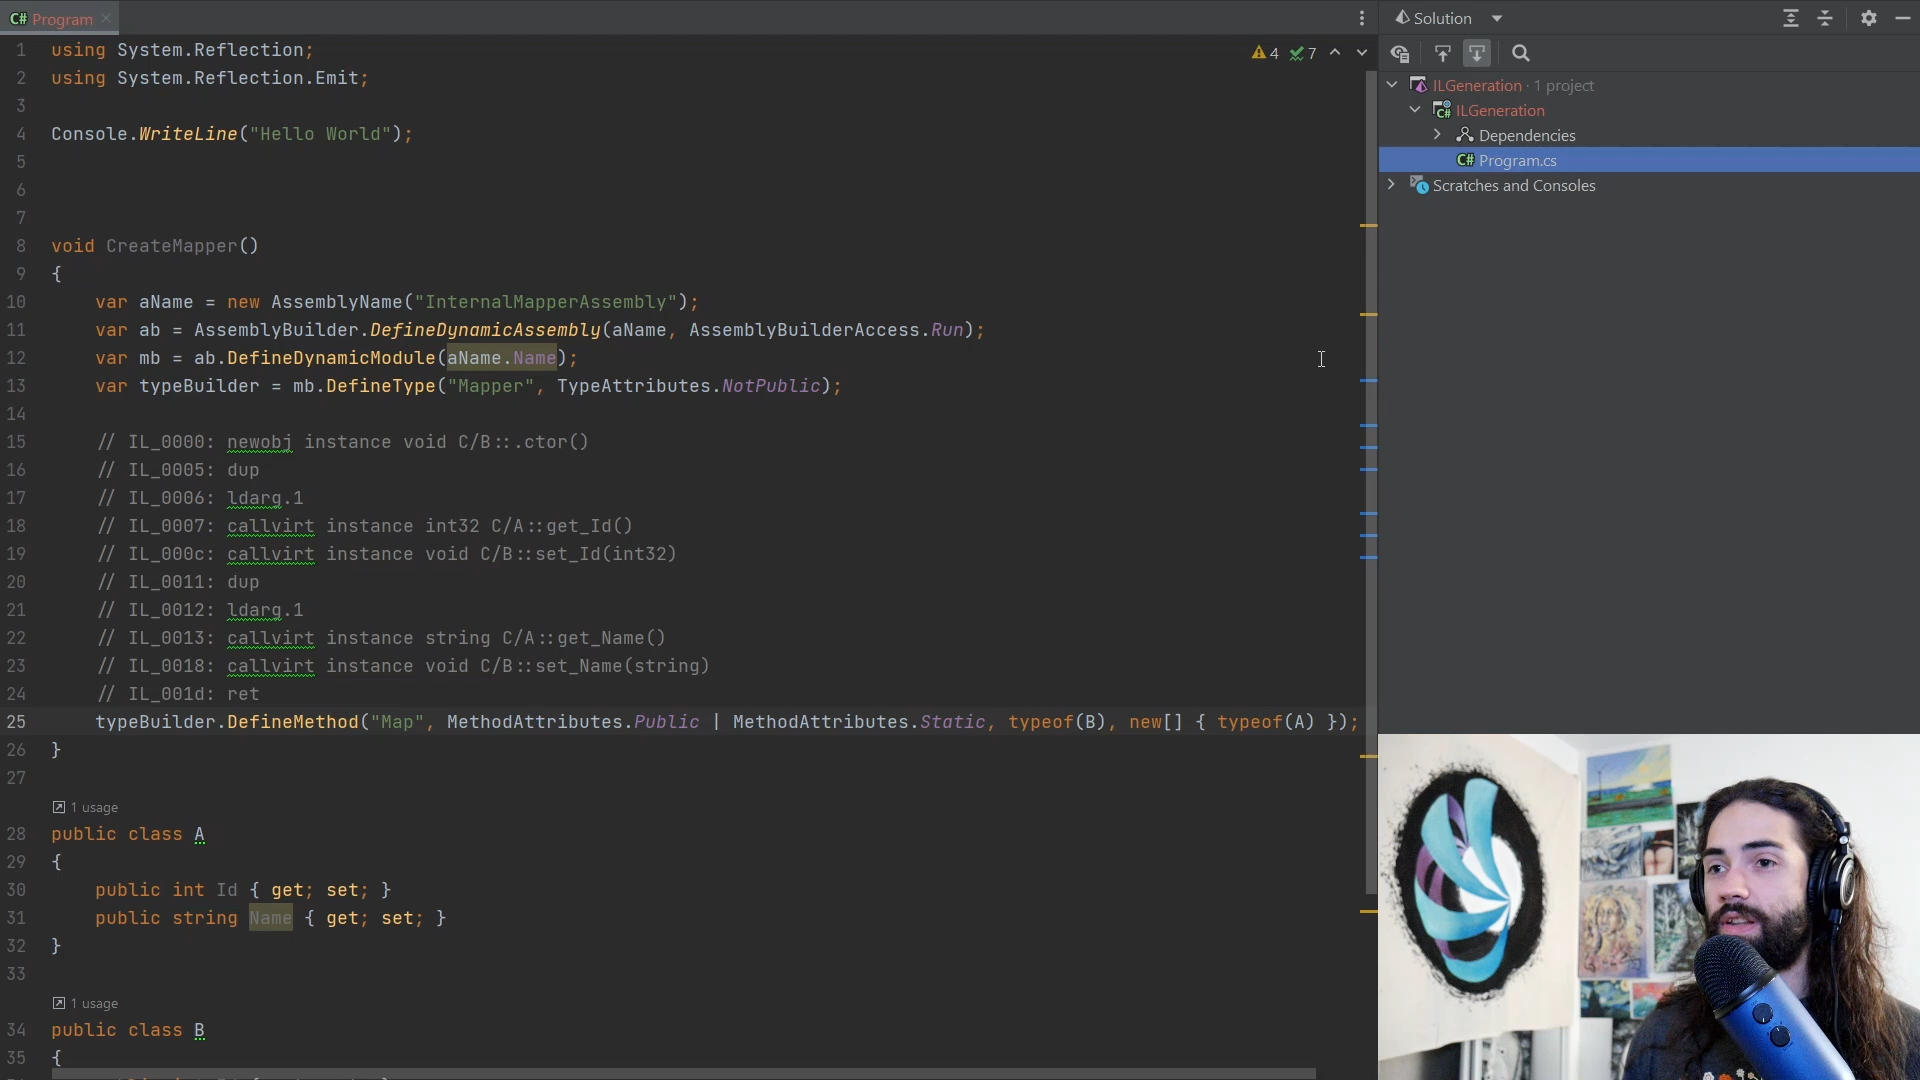 C# Program
Solution
4 7
1 using System.Reflection;
2 using System.Reflection.Emit;
3
4 Console.WriteLine("Hello World");
5
6
7
8 void CreateMapper()
9 {
10 var aName = new AssemblyName("InternalMapperAssembly");
11 var ab = AssemblyBuilder.DefineDynamicAssembly(aName, AssemblyBuilderAccess.Run);
12 var mb = ab.DefineDynamicModule(aName.Name);
13 var typeBuilder = mb.DefineType("Mapper", TypeAttributes.NotPublic);
14
15 // IL_0000: newobj instance void C/B::.ctor()
16 // IL_0005: dup
17 // IL_0006: ldarg.1
18 // IL_0007: callvirt instance int32 C/A::get_Id()
19 // IL_000c: callvirt instance void C/B::set_Id(int32)
20 // IL_0011: dup
21 // IL_0012: ldarg.1
22 // IL_0013: callvirt instance string C/A::get_Name()
23 // IL_0018: callvirt instance void C/B::set_Name(string)
24 // IL_001d: ret
25 typeBuilder.DefineMethod("Map", MethodAttributes.Public | MethodAttributes.Static, typeof(B), new[] { typeof(A) });
26 }
27
1 usage
28 public class A
29 {
30 public int Id { get; set; }
31 public string Name { get; set; }
32 }
33
1 usage
34 public class B
35 {
ILGeneration · 1 project
C# ILGeneration
Dependencies
C# Program.cs
Scratches and Consoles